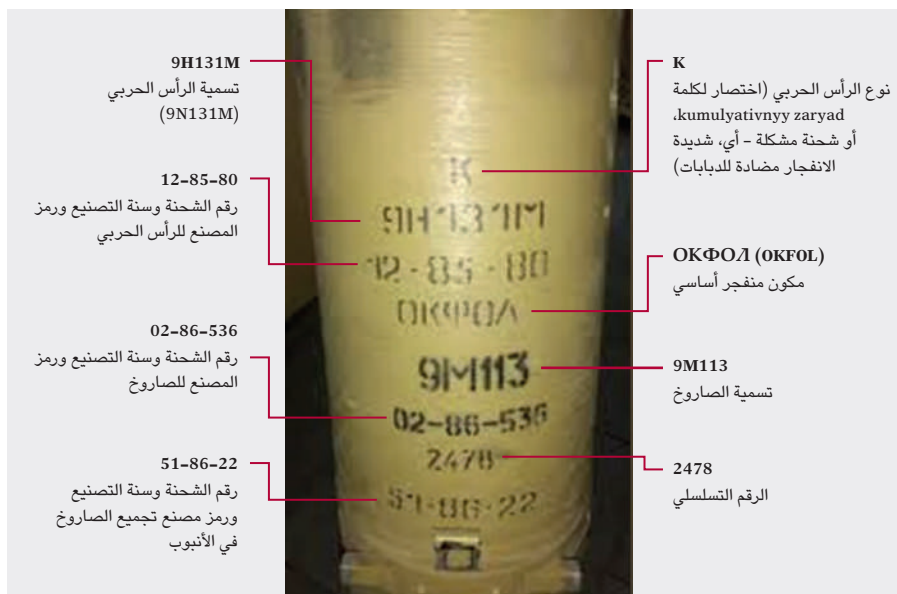 9H131M
تسمية الرأس الحربي
(9N131M)
12-85-80
رقم الشحنة وسنة التصنيع ورمز
المصنع للرأس الحربي
02-86-536
رقم الشحنة وسنة التصنيع ورمز
المصنع للصاروخ
51-86-22
رقم الشحنة وسنة التصنيع
ورمز مصنع تجميع الصاروخ
في الأنبوب
K
9H131M
12-85-80
ОКФОЛ
9M113
02-86-536
2478
51-86-22
K
نوع الرأس الحربي (اختصار لكلمة
kumulyativnyy zaryad،
أو شحنة مشكلة – أي، شديدة
الانفجار مضادة للدبابات)
ОКФОЛ (OKFOL)
مكون منفجر أساسي
9M113
تسمية الصاروخ
2478
الرقم التسلسلي